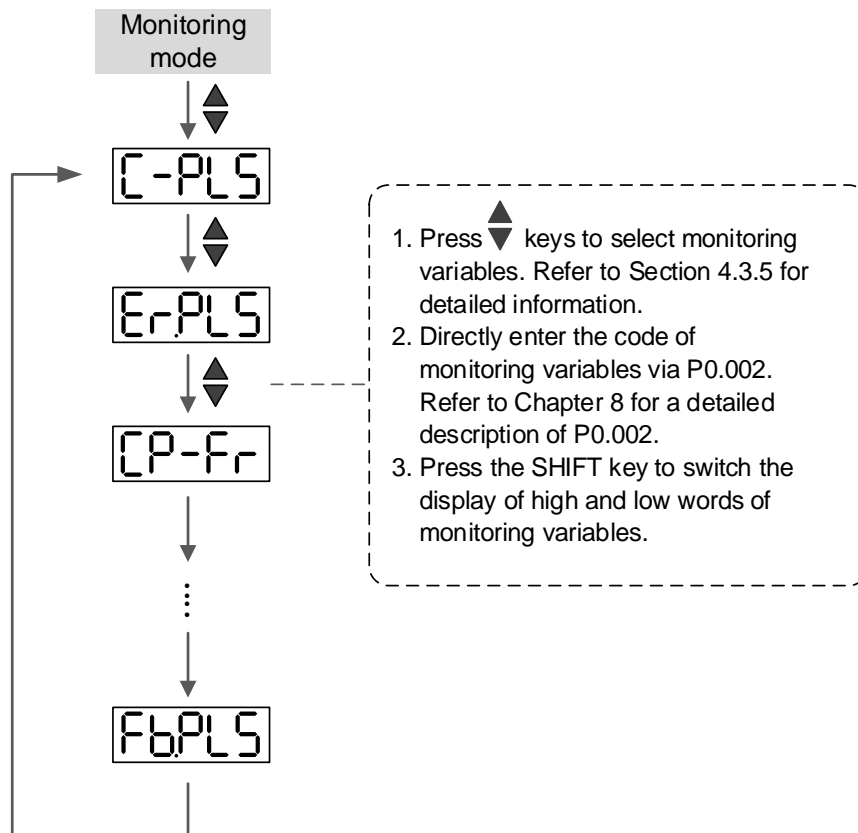 Monitoring
mode
C-PLS
Er.PLS
CP-Fr
Fb.PLS
1. Press ▲▼ keys to select monitoring
variables. Refer to Section 4.3.5 for
detailed information.
2. Directly enter the code of
monitoring variables via P0.002.
Refer to Chapter 8 for a detailed
description of P0.002.
3. Press the SHIFT key to switch the
display of high and low words of
monitoring variables.